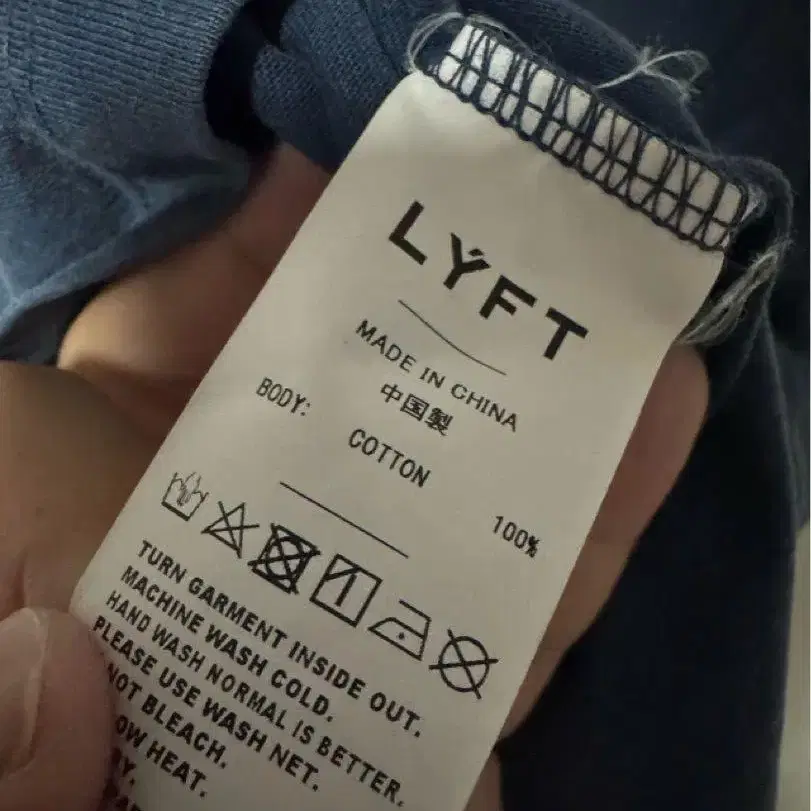 LYFT
MADE IN CHINA
中国製
BODY:
COTTON
100%
TURN GARMENT INSIDE OUT.
MACHINE WASH COLD.
HAND WASH NORMAL IS BETTER.
PLEASE USE WASH NET.
NOT BLEACH.
HEAT.